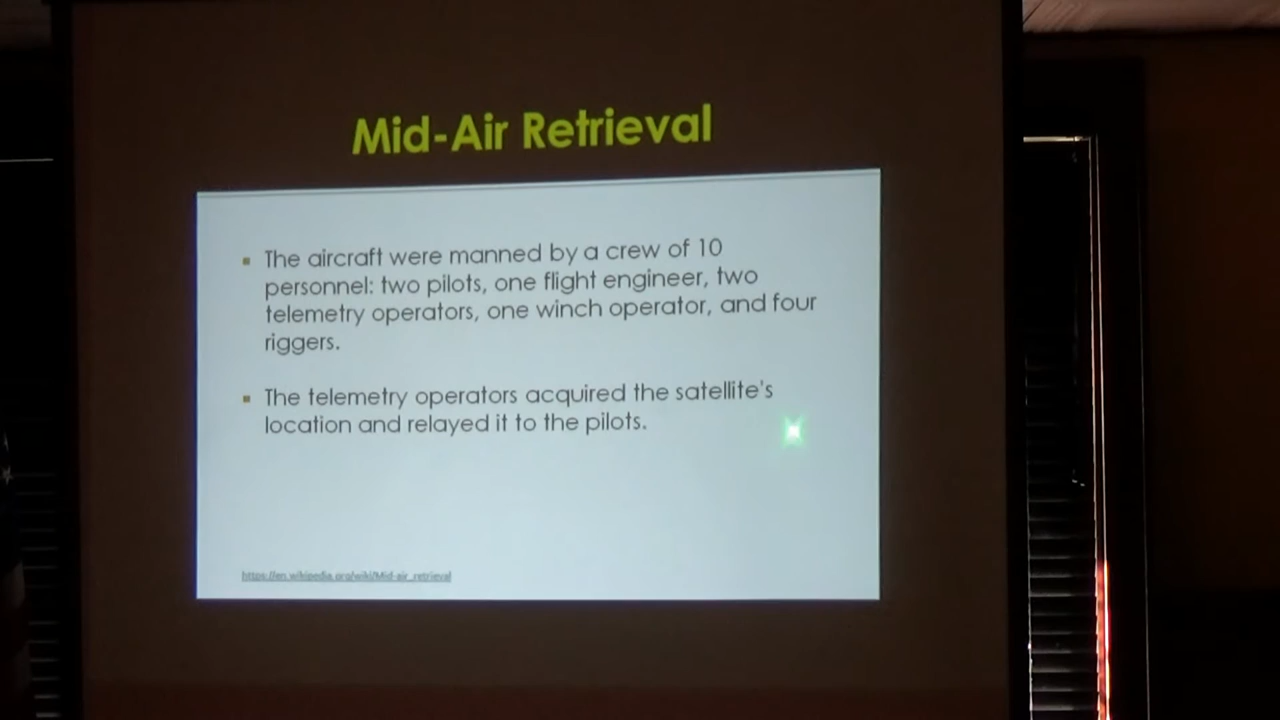 Mid-Air Retrieval
▪ The aircraft were manned by a crew of 10
personnel: two pilots, one flight engineer, two
telemetry operators, one winch operator, and four
riggers.
▪ The telemetry operators acquired the satellite's
location and relayed it to the pilots.
https://en.wikipedia.org/wiki/Mid-air_retrieval